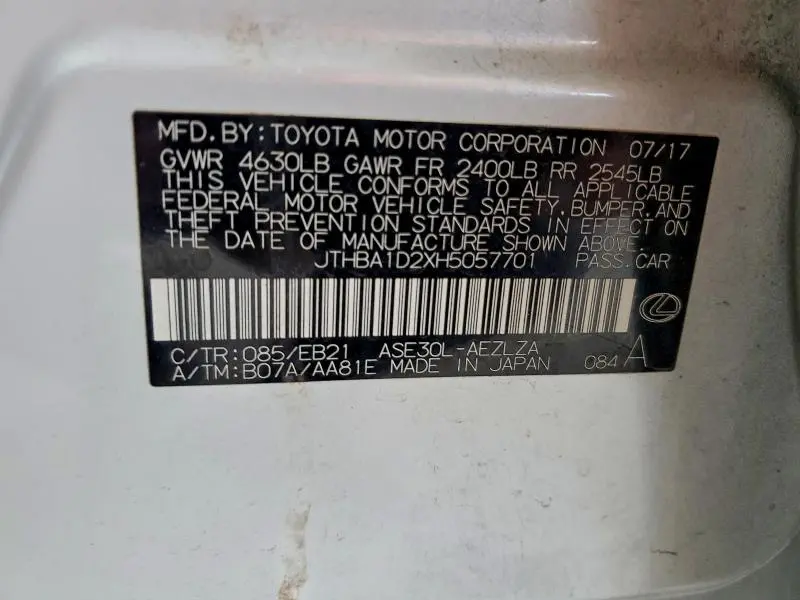 MFD. BY: TOYOTA MOTOR CORPORATION 07/17
GVWR 4630LB GAWR FR 2400LB RR 2545LB
THIS VEHICLE CONFORMS TO ALL APPLICABLE
FEDERAL MOTOR VEHICLE SAFETY, BUMPER, AND
THEFT PREVENTION STANDARDS IN EFFECT ON
THE DATE OF MANUFACTURE SHOWN ABOVE.
JTHBA1D2XH5057701 PASS. CAR
C/TR: 085/EB21 ASE30L-AEZLZA
A/TM: B07A/AA81E MADE IN JAPAN 084 A